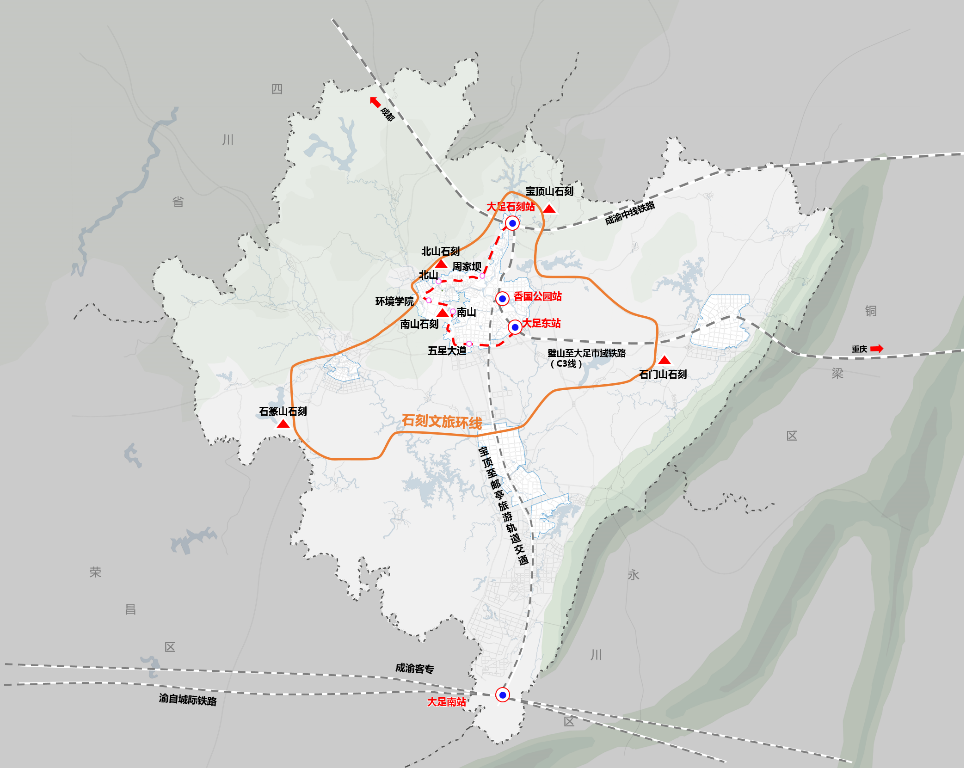 四
川
省
成都
宝顶山石刻
大足石刻站
成渝中线铁路
北山石刻
周家坝
北山
环境学院
香国公园站
南山
南山石刻
大足东站
五星大道
璧山至大足市域铁路
（C3线）
石门山石刻
重庆
铜
梁
区
石篆山石刻
石刻文旅环线
宝顶至邮亭旅游轨道交通
荣
昌
区
永
川
区
成渝客专
渝自城际铁路
大足南站